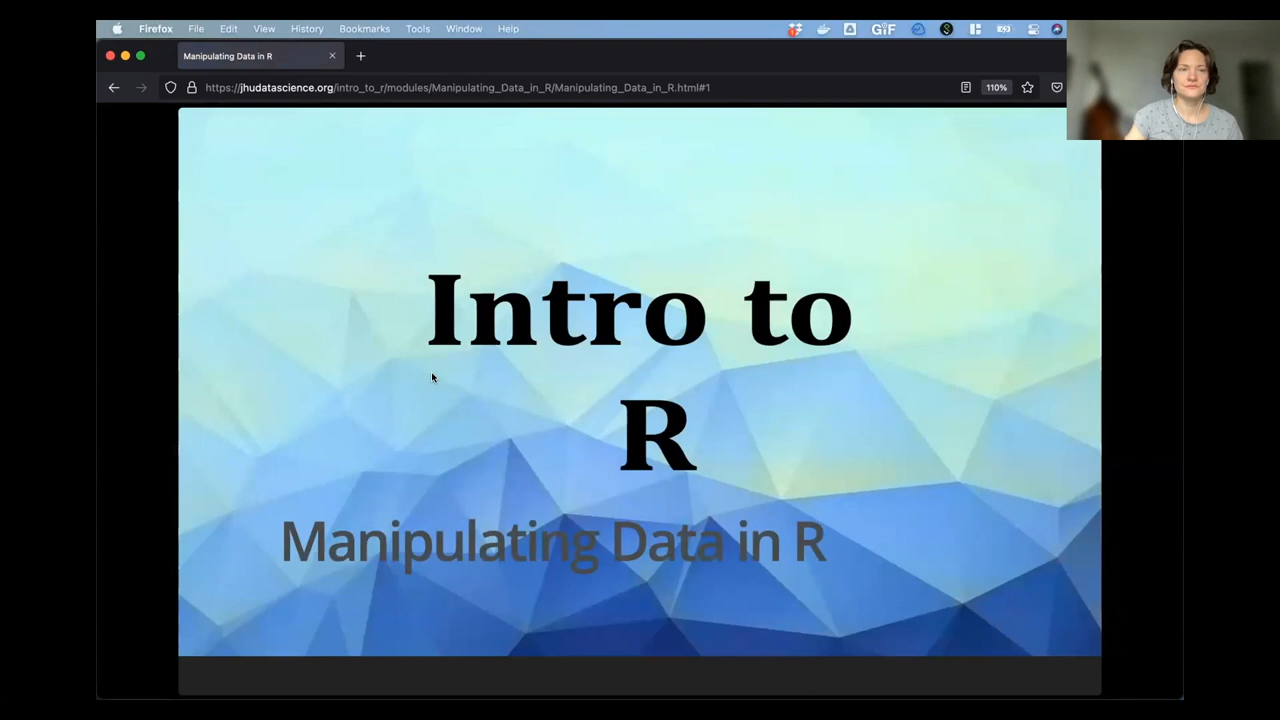 Firefox File Edit View History Bookmarks Tools Window Help
GIF
Manipulating Data in R
https://jhudatascience.org/intro_to_r/modules/Manipulating_Data_in_R/Manipulating_Data_in_R.html#1
110%
Intro to
R
Manipulating Data in R